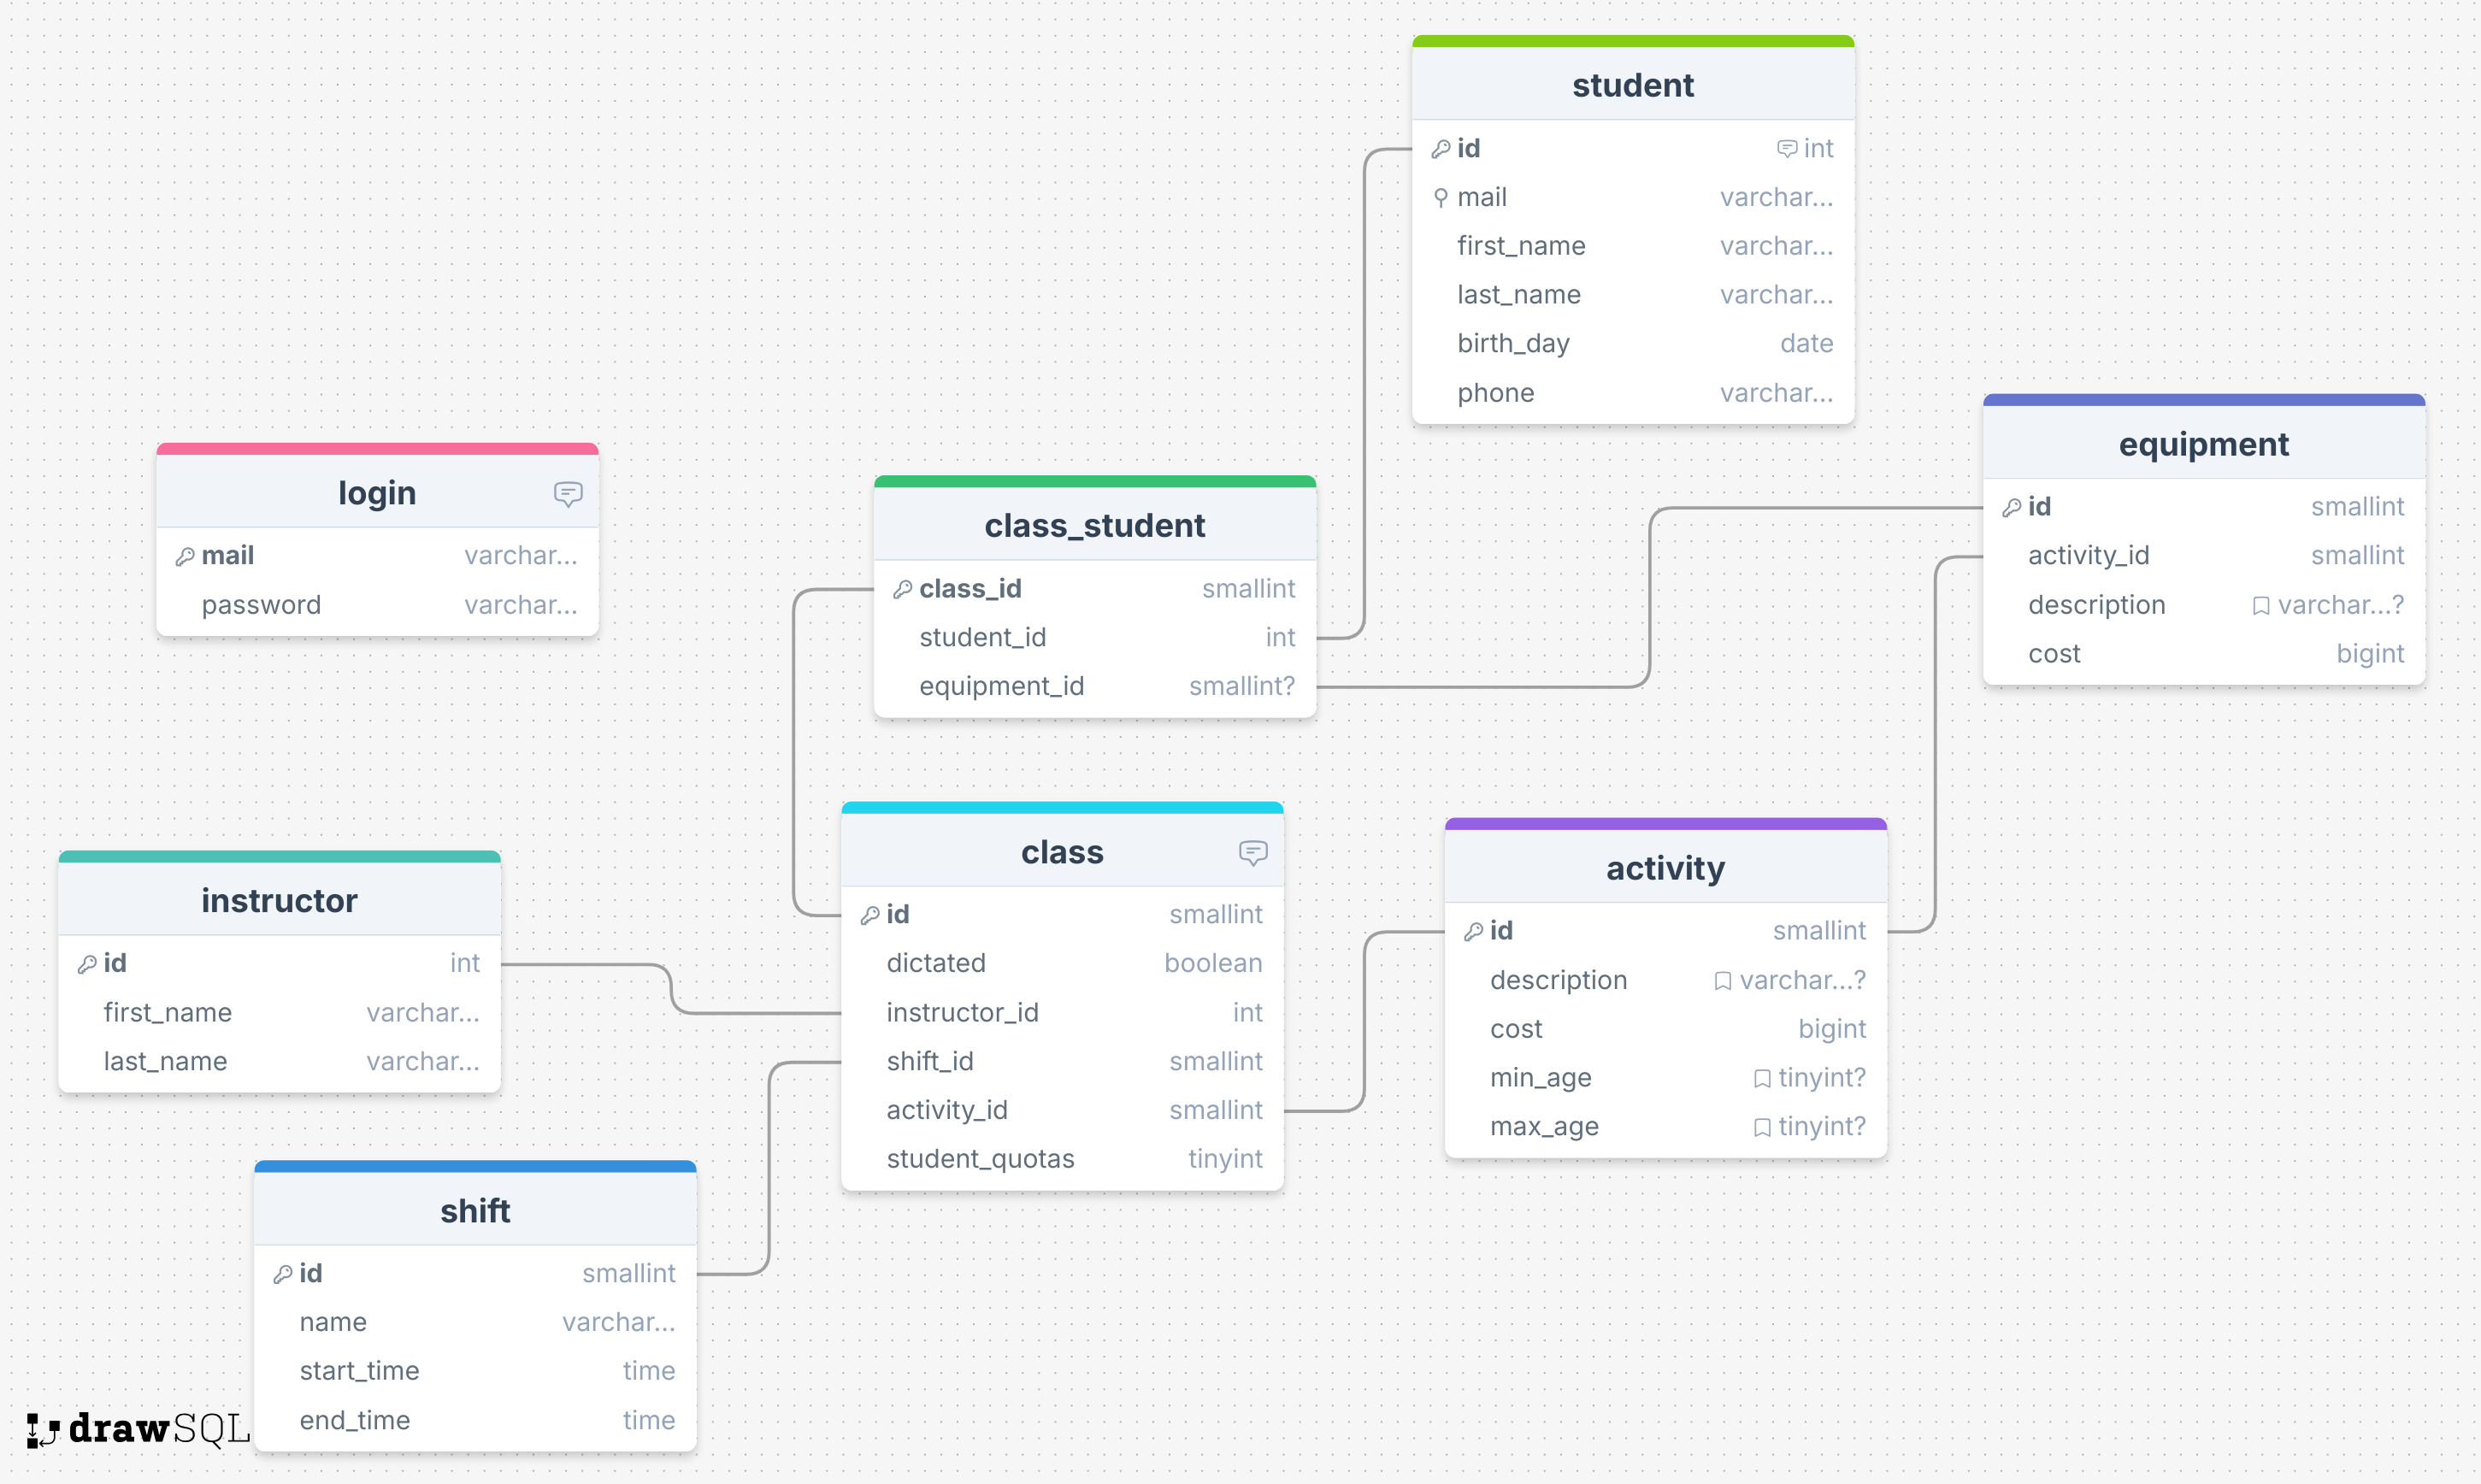 student
id int
mail varchar...
first_name varchar...
last_name varchar...
birth_day date
phone varchar...
equipment
id smallint
activity_id smallint
description varchar...?
cost bigint
login
mail varchar...
password varchar...
class_student
class_id smallint
student_id int
equipment_id smallint?
class
id smallint
dictated boolean
instructor_id int
shift_id smallint
activity_id smallint
student_quotas tinyint
activity
id smallint
description varchar...?
cost bigint
min_age tinyint?
max_age tinyint?
instructor
id int
first_name varchar...
last_name varchar...
shift
id smallint
name varchar...
start_time time
end_time time
drawSQL